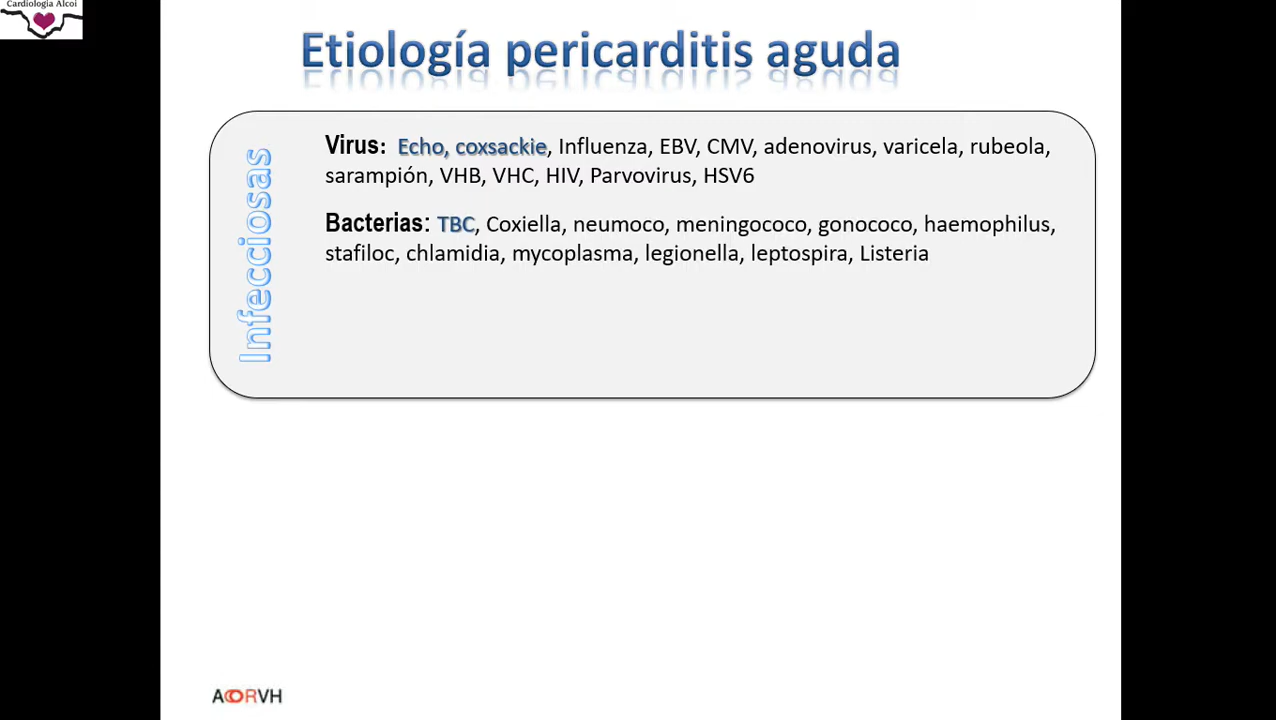 Cardiología Alcoi
Etiología pericarditis aguda
Infecciosas
Virus: Echo, coxsackie, Influenza, EBV, CMV, adenovirus, varicela, rubeola,
sarampión, VHB, VHC, HIV, Parvovirus, HSV6
Bacterias: TBC, Coxiella, neumoco, meningococo, gonococo, haemophilus,
stafiloc, chlamidia, mycoplasma, legionella, leptospira, Listeria
ACORVH